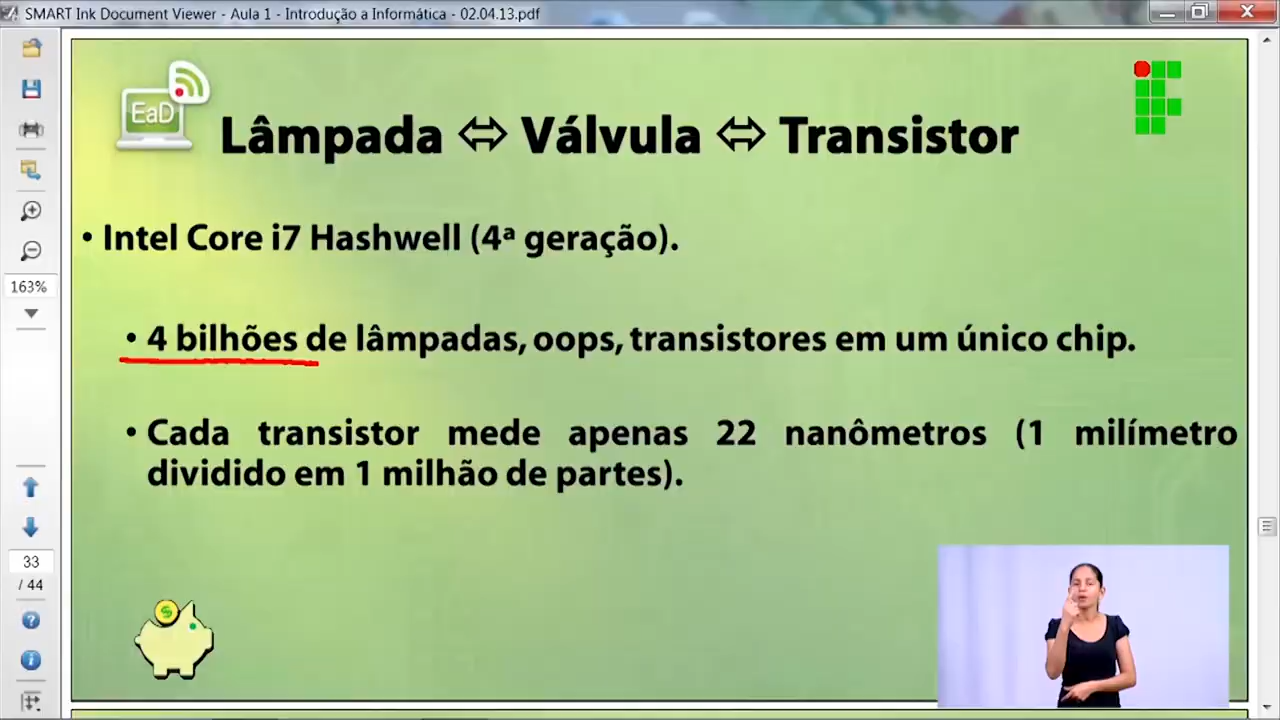 SMART Ink Document Viewer - Aula 1 - Introdução a Informática - 02.04.13.pdf
EaD
Lâmpada ⇔ Válvula ⇔ Transistor
• Intel Core i7 Hashwell (4ª geração).
163%
• 4 bilhões de lâmpadas, oops, transistores em um único chip.
• Cada transistor mede apenas 22 nanômetros (1 milímetro
dividido em 1 milhão de partes).
33
/ 44
$